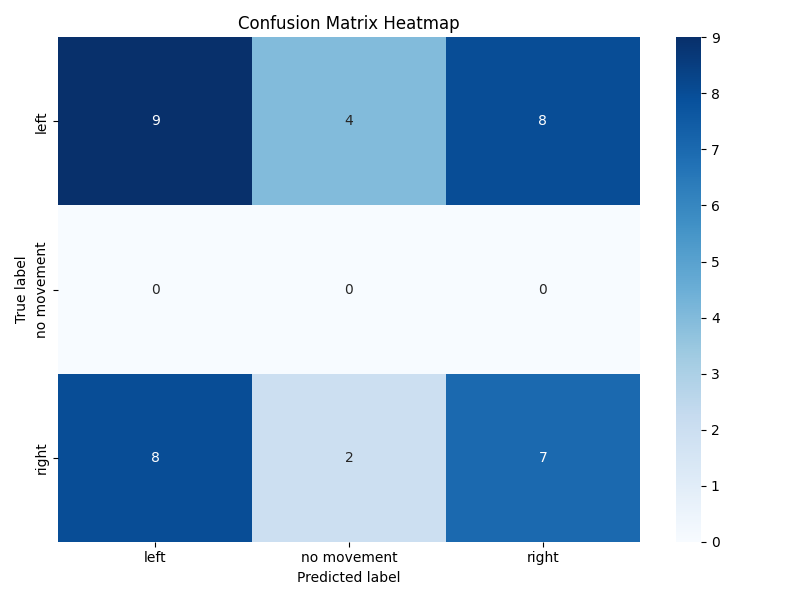 Confusion Matrix Heatmap
True label
left
9 4 8
no movement
0 0 0
right
8 2 7
left no movement right
Predicted label
9
8
7
6
5
4
3
2
1
0